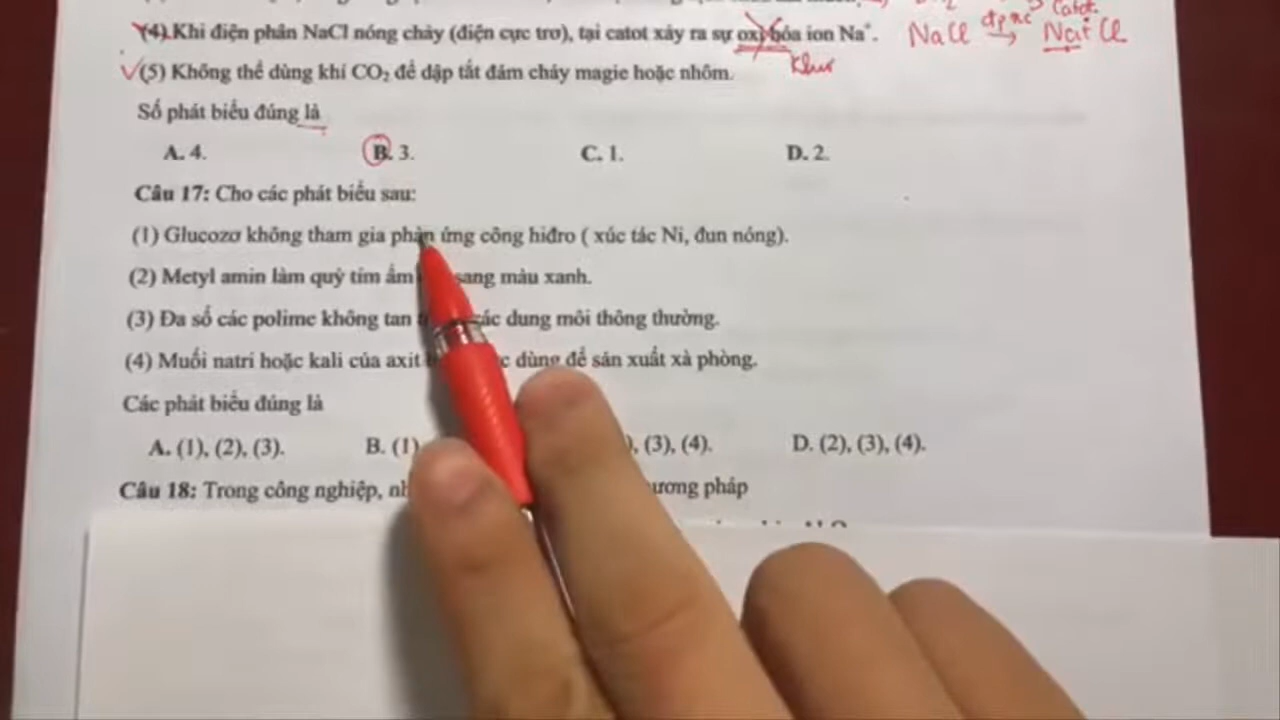 (4) Khi điện phân NaCl nóng chảy (điện cực trơ), tại catot xảy ra sự oxi hóa ion Na⁺. NaCl đpnc → Na⁺ Cl
catot
khử
✓(5) Không thể dùng khí CO₂ để dập tắt đám cháy magie hoặc nhôm.
Số phát biểu đúng là
A. 4. B. 3. C. 1. D. 2.
Câu 17: Cho các phát biểu sau:
(1) Glucozơ không tham gia phản ứng công hiđro ( xúc tác Ni, đun nóng).
(2) Metyl amin làm quỳ tím ẩm sang màu xanh.
(3) Đa số các polime không tan các dung môi thông thường.
(4) Muối natri hoặc kali của axit dùng để sản xuất xà phòng.
Các phát biểu đúng là
A. (1), (2), (3). B. (1) , (3), (4). D. (2), (3), (4).
Câu 18: Trong công nghiệp, pháp